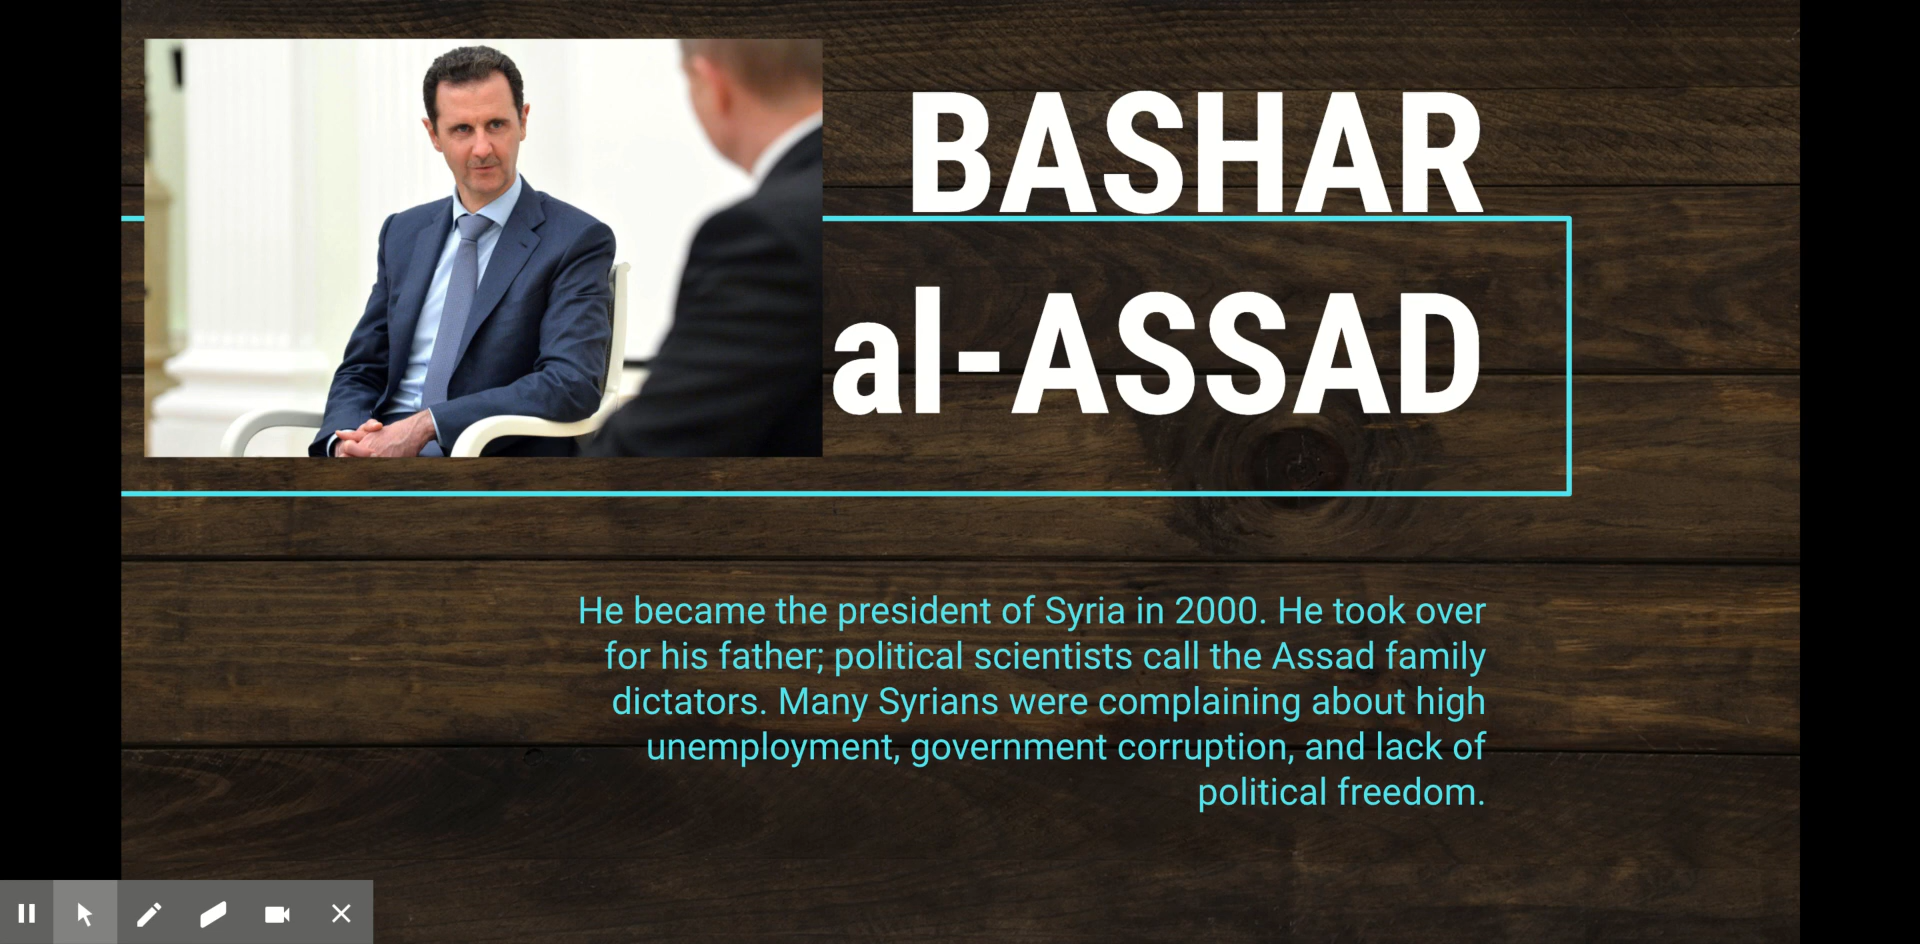 BASHAR
al-ASSAD
He became the president of Syria in 2000. He took over
for his father; political scientists call the Assad family
dictators. Many Syrians were complaining about high
unemployment, government corruption, and lack of
political freedom.